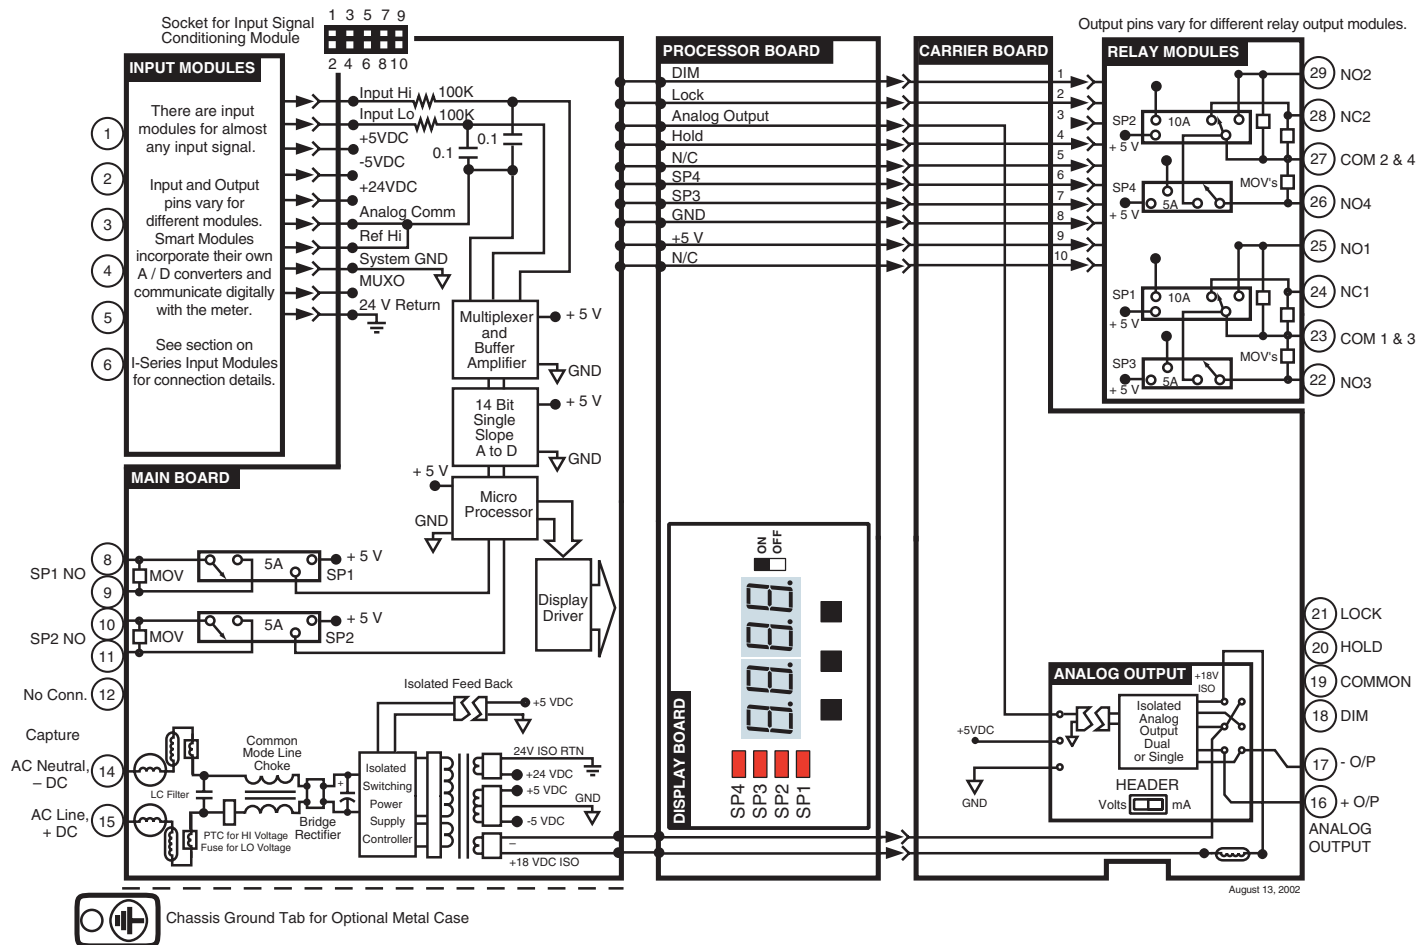 Socket for Input Signal
Conditioning Module
1 3 5 7 9
2 4 6 8 10
Output pins vary for different relay output modules.
INPUT MODULES
There are input
modules for almost
any input signal.
Input and Output
pins vary for
different modules.
Smart Modules
incorporate their own
A / D converters and
communicate digitally
with the meter.
See section on
I-Series Input Modules
for connection details.
1
2
3
4
5
6
Input Hi
100K
Input Lo
100K
+5VDC
-5VDC
+24VDC
Analog Comm
Ref Hi
System GND
MUXO
24 V Return
0.1
0.1
Multiplexer
and
Buffer
Amplifier
+ 5 V
GND
14 Bit
Single
Slope
A to D
+ 5 V
GND
+ 5 V
Micro
Processor
GND
Display
Driver
MAIN BOARD
SP1 NO
8
9
MOV
5A
+ 5 V
SP1
SP2 NO
10
11
MOV
5A
+ 5 V
SP2
No Conn.
12
Capture
AC Neutral,
– DC
14
AC Line,
+ DC
15
LC Filter
Common
Mode Line
Choke
PTC for HI Voltage
Fuse for LO Voltage
Bridge
Rectifier
+
Isolated Feed Back
+5 VDC
Isolated
Switching
Power
Supply
Controller
24V ISO RTN
+24 VDC
+5 VDC
GND
-5 VDC
–
+18 VDC ISO
Chassis Ground Tab for Optional Metal Case
PROCESSOR BOARD
DIM
Lock
Analog Output
Hold
N/C
SP4
SP3
GND
+5 V
N/C
DISPLAY BOARD
ON
OFF
SP4
SP3
SP2
SP1
CARRIER BOARD
1
2
3
4
5
6
7
8
9
10
RELAY MODULES
SP2
+ 5 V
10A
SP4
+ 5 V
5A
MOV's
SP1
+ 5 V
10A
SP3
+ 5 V
5A
MOV's
29 NO2
28 NC2
27 COM 2 & 4
26 NO4
25 NO1
24 NC1
23 COM 1 & 3
22 NO3
21 LOCK
20 HOLD
19 COMMON
18 DIM
17 - O/P
16 + O/P
ANALOG
OUTPUT
ANALOG OUTPUT
+18V
ISO
Isolated
Analog
Output
Dual
or Single
HEADER
Volts
mA
+5VDC
GND
August 13, 2002